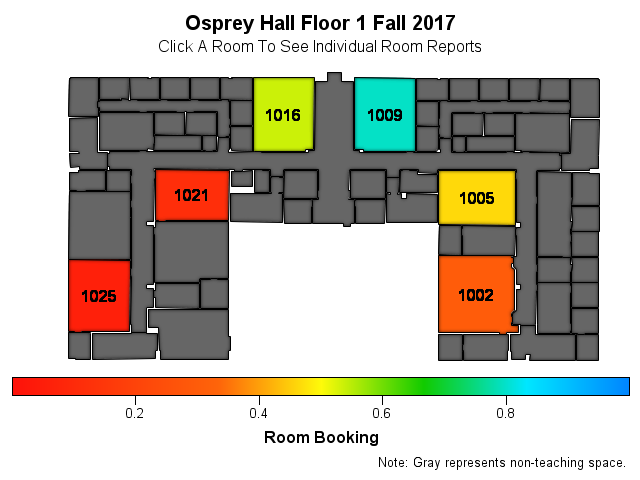 Osprey Hall Floor 1 Fall 2017
Click A Room To See Individual Room Reports
1016
1009
1021
1005
1025
1002
0.2
0.4
0.6
0.8
Room Booking
Note: Gray represents non-teaching space.